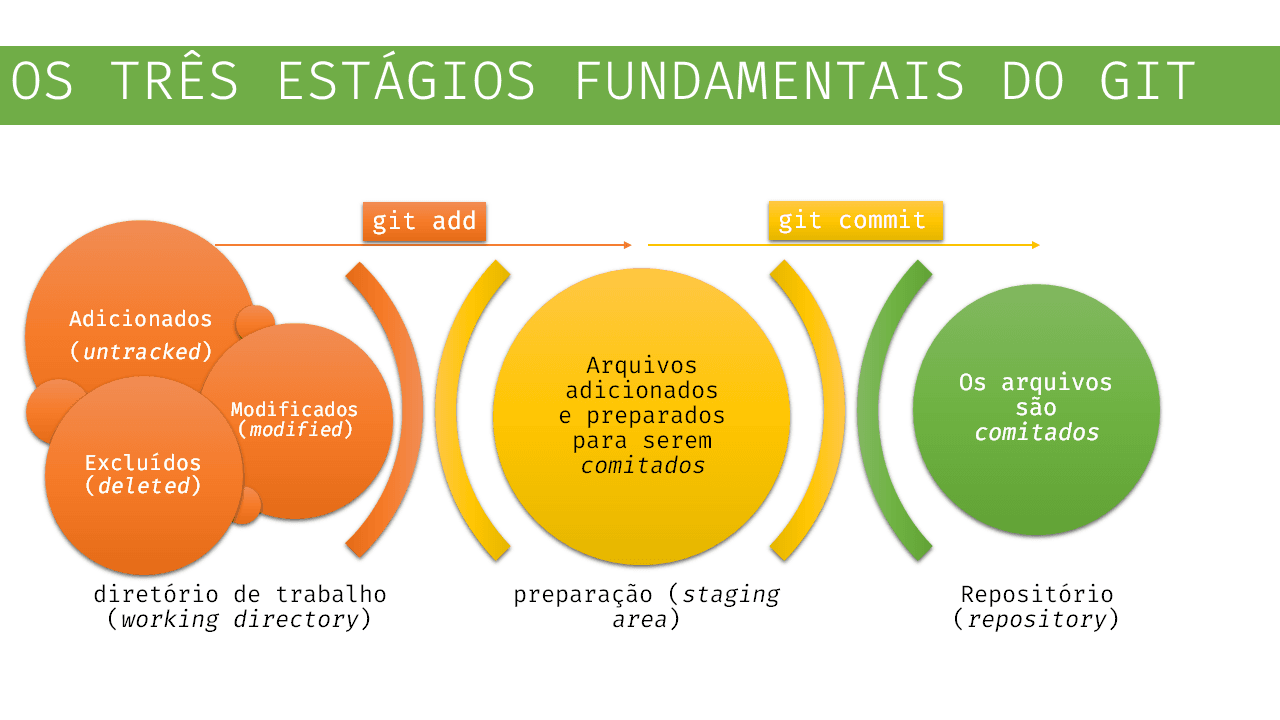 OS TRÊS ESTÁGIOS FUNDAMENTAIS DO GIT
git add
git commit
Adicionados
(untracked)
Modificados
(modified)
Excluídos
(deleted)
Arquivos
adicionados
e preparados
para serem
comitados
Os arquivos
são
comitados
diretório de trabalho
(working directory)
preparação (staging
area)
Repositório
(repository)